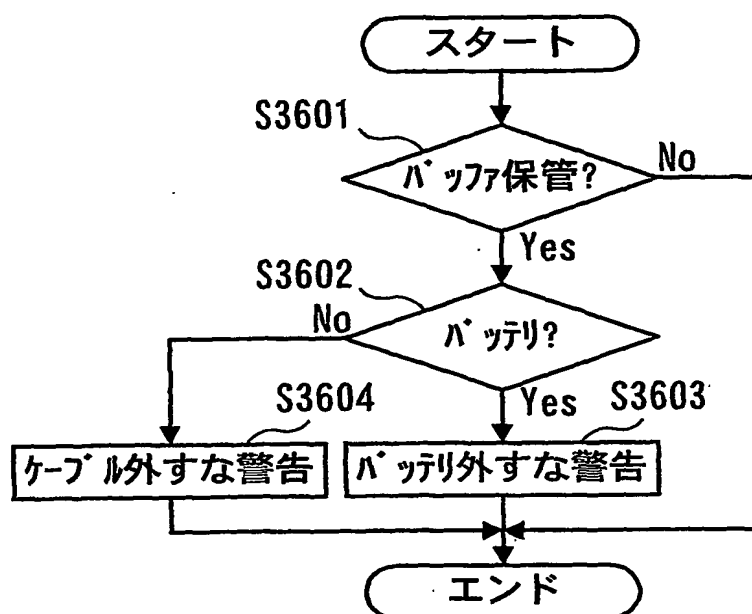 スタート
S3601
バッファ保管?
No
Yes
S3602
No
バッテリ?
Yes
S3604
S3603
ケーブル外すな警告
バッテリ外すな警告
エンド